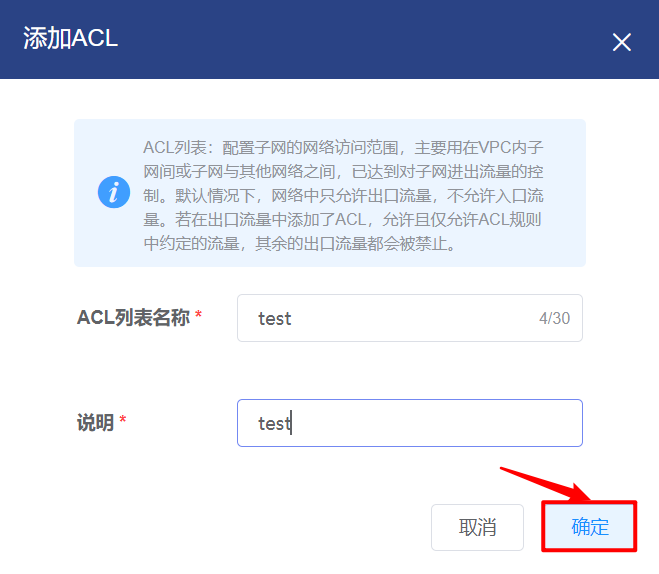 添加ACL
ACL列表：配置子网的网络访问范围，主要用在VPC内子
网间或子网与其他网络之间，已达到对子网进出流量的控
制。默认情况下，网络中只允许出口流量，不允许入口流
量。若在出口流量中添加了ACL，允许且仅允许ACL规则
中约定的流量，其余的出口流量都会被禁止。
ACL列表名称 * test 4/30
说明 * test
取消 确定